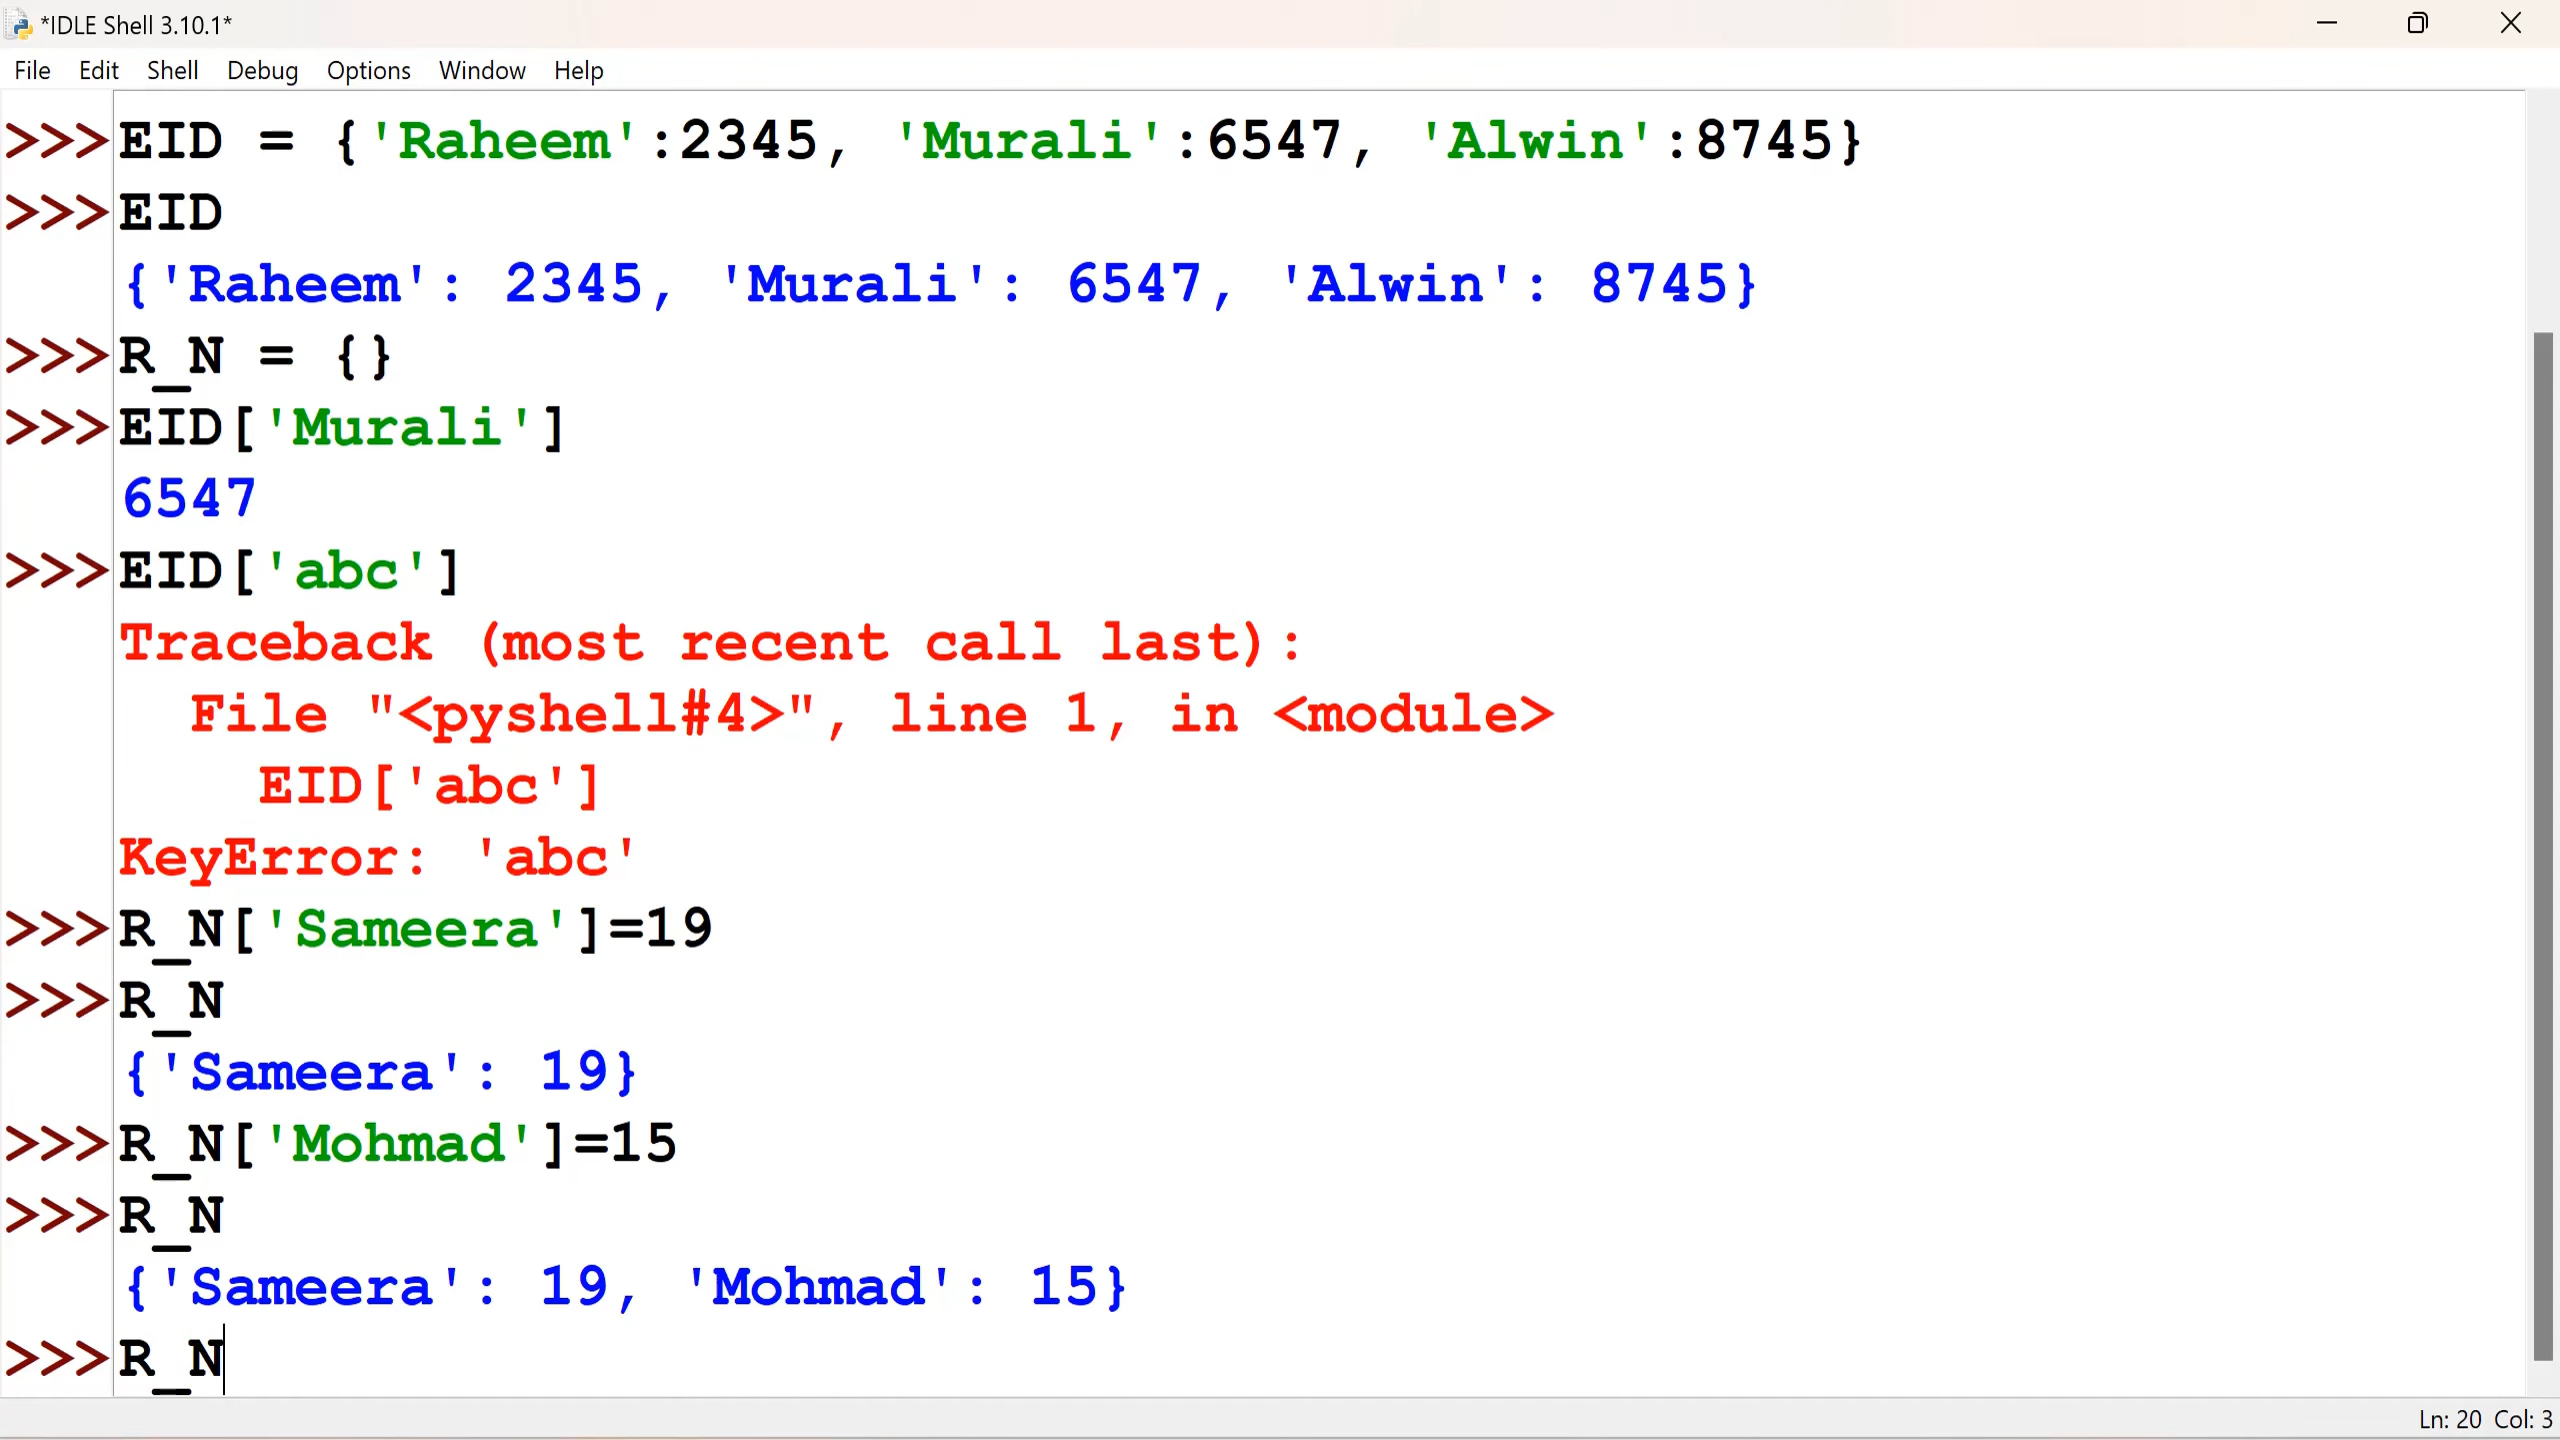 *IDLE Shell 3.10.1*
File Edit Shell Debug Options Window Help
>>> EID = {'Raheem':2345, 'Murali':6547, 'Alwin':8745}
>>> EID
{'Raheem': 2345, 'Murali': 6547, 'Alwin': 8745}
>>> R_N = {}
>>> EID['Murali']
6547
>>> EID['abc']
Traceback (most recent call last):
  File "<pyshell#4>", line 1, in <module>
    EID['abc']
KeyError: 'abc'
>>> R_N['Sameera']=19
>>> R_N
{'Sameera': 19}
>>> R_N['Mohmad']=15
>>> R_N
{'Sameera': 19, 'Mohmad': 15}
>>> R_N
Ln: 20 Col: 3